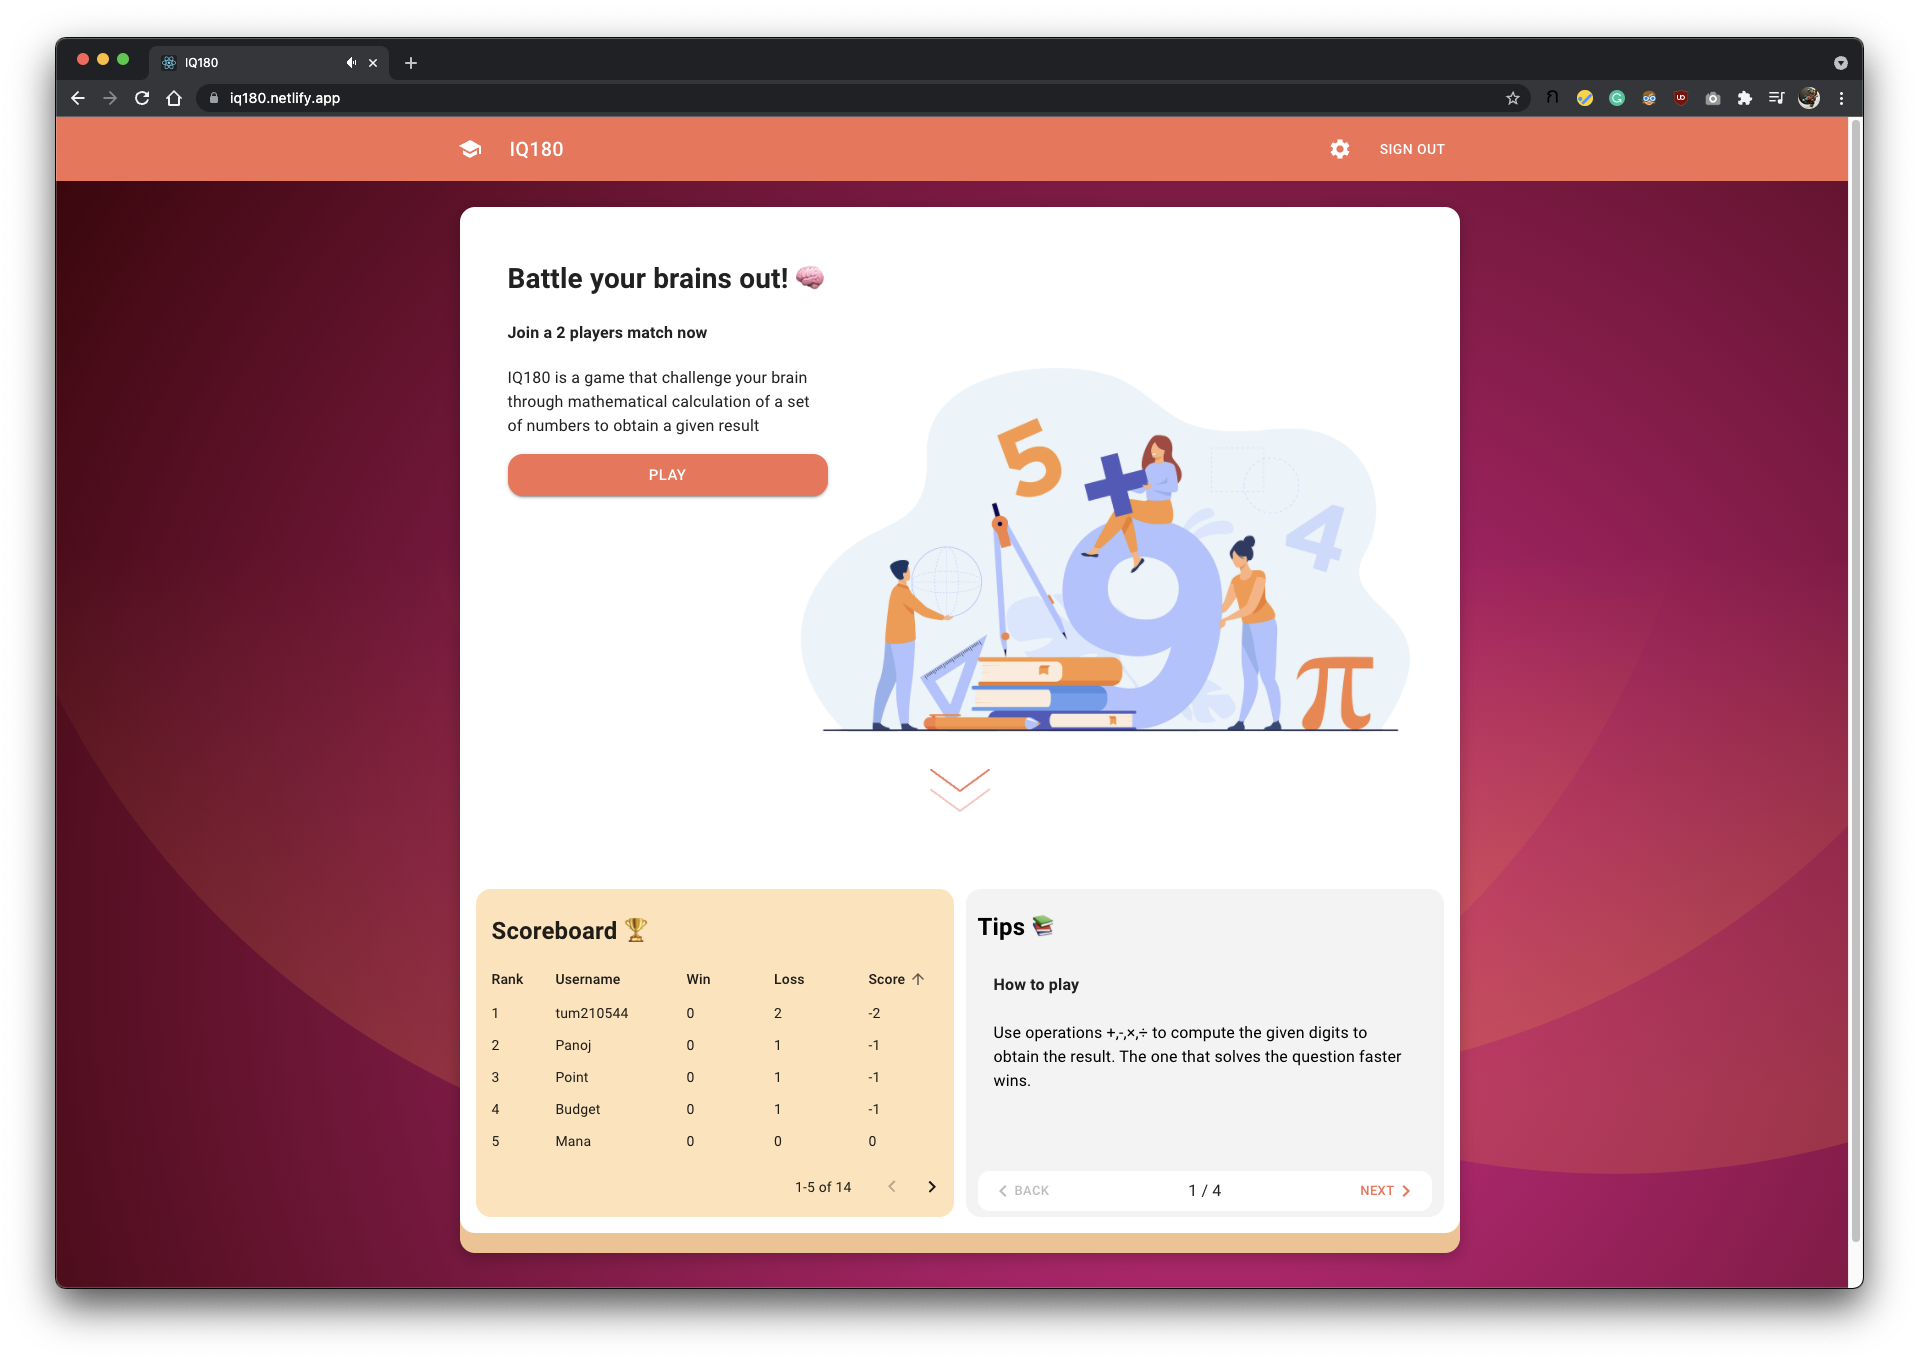 IQ180
iq180.netlify.app
IQ180
SIGN OUT
Battle your brains out! 🧠
Join a 2 players match now
IQ180 is a game that challenge your brain
through mathematical calculation of a set
of numbers to obtain a given result
PLAY
5
+
9
4
π
Scoreboard 🏆
Rank Username Win Loss Score ↑
1 tum210544 0 2 -2
2 Panoj 0 1 -1
3 Point 0 1 -1
4 Budget 0 1 -1
5 Mana 0 0 0
1-5 of 14
Tips 📚
How to play
Use operations +,-,×,÷ to compute the given digits to
obtain the result. The one that solves the question faster
wins.
BACK 1 / 4 NEXT